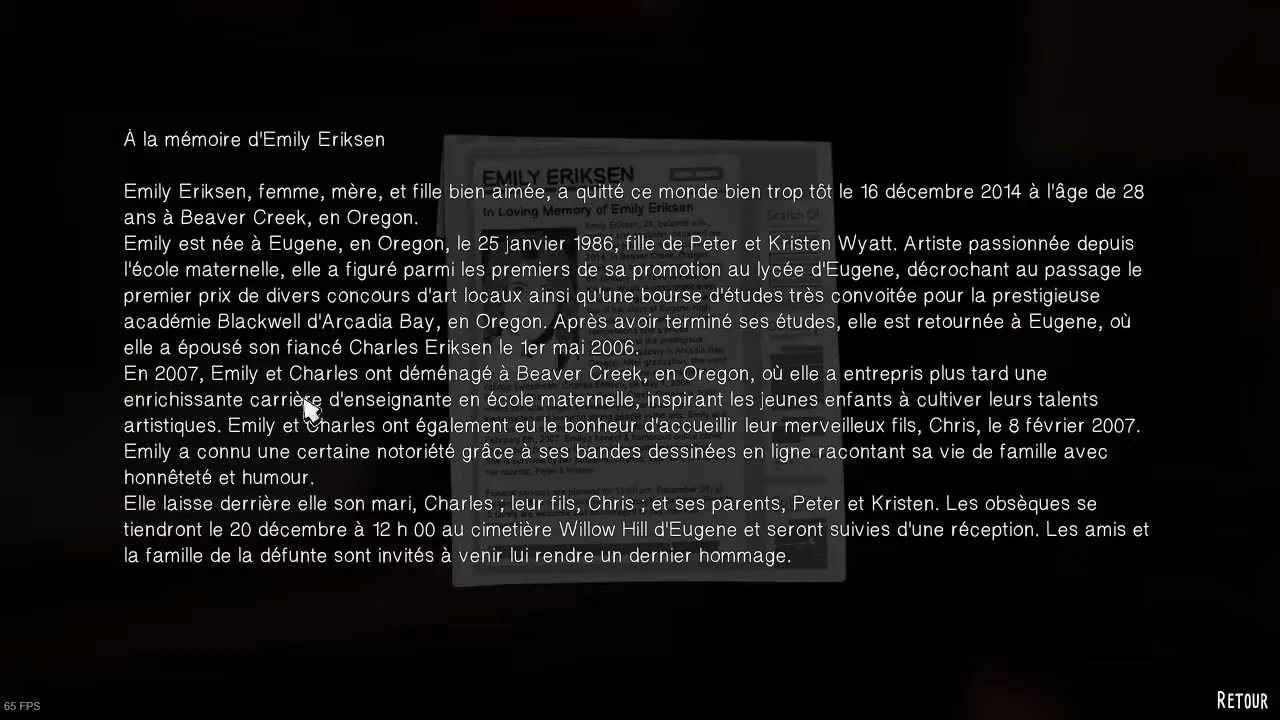 À la mémoire d'Emily Eriksen
Emily Eriksen, femme, mère, et fille bien aimée, a quitté ce monde bien trop tôt le 16 décembre 2014 à l'âge de 28
ans à Beaver Creek, en Oregon.
Emily est née à Eugene, en Oregon, le 25 janvier 1986, fille de Peter et Kristen Wyatt. Artiste passionnée depuis
l'école maternelle, elle a figuré parmi les premiers de sa promotion au lycée d'Eugene, décrochant au passage le
premier prix de divers concours d'art locaux ainsi qu'une bourse d'études très convoitée pour la prestigieuse
académie Blackwell d'Arcadia Bay, en Oregon. Après avoir terminé ses études, elle est retournée à Eugene, où
elle a épousé son fiancé Charles Eriksen le 1er mai 2006.
En 2007, Emily et Charles ont déménagé à Beaver Creek, en Oregon, où elle a entrepris plus tard une
enrichissante carrière d'enseignante en école maternelle, inspirant les jeunes enfants à cultiver leurs talents
artistiques. Emily et Charles ont également eu le bonheur d'accueillir leur merveilleux fils, Chris, le 8 février 2007.
Emily a connu une certaine notoriété grâce à ses bandes dessinées en ligne racontant sa vie de famille avec
honnêteté et humour.
Elle laisse derrière elle son mari, Charles ; leur fils, Chris ; et ses parents, Peter et Kristen. Les obsèques se
tiendront le 20 décembre à 12 h 00 au cimetière Willow Hill d'Eugene et seront suivies d'une réception. Les amis et
la famille de la défunte sont invités à venir lui rendre un dernier hommage.
EMILY ERIKSEN
In Loving Memory of Emily Eriksen
RETOUR
65 FPS